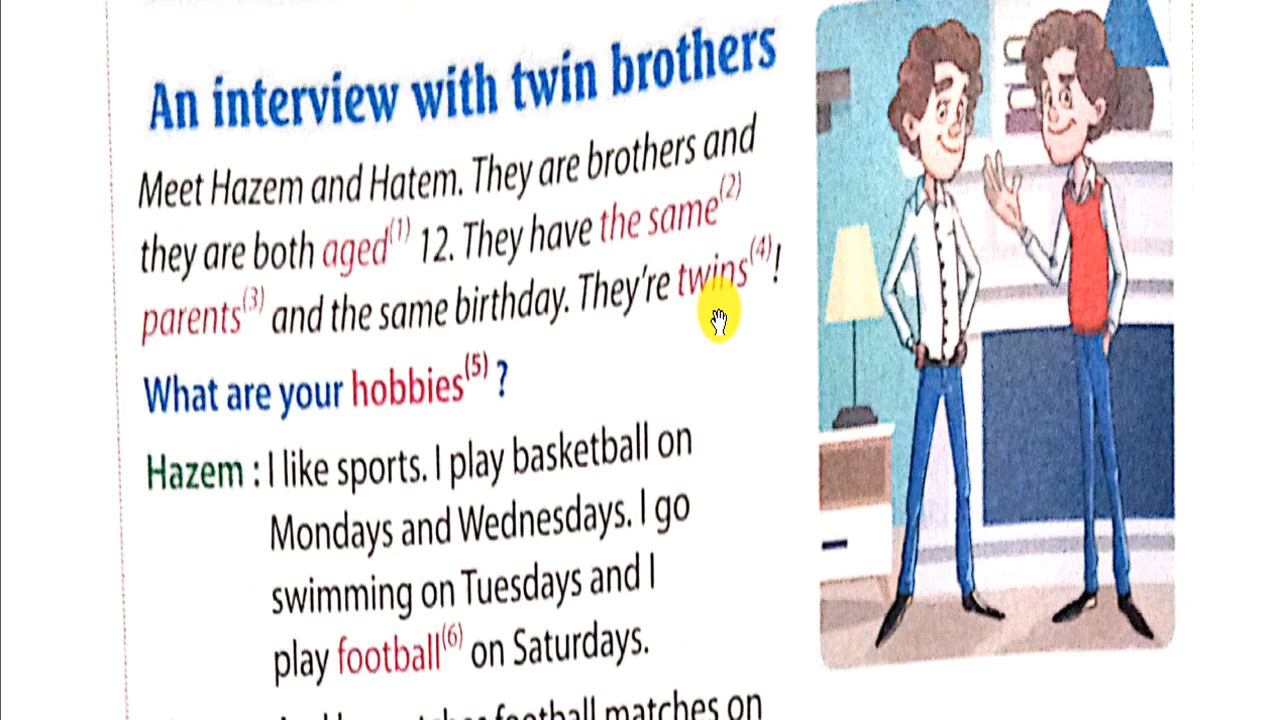 An interview with twin brothers
Meet Hazem and Hatem. They are brothers and
they are both aged(1) 12. They have the same(2)
parents(3) and the same birthday. They're twins(4)!
What are your hobbies(5) ?
Hazem : I like sports. I play basketball on
Mondays and Wednesdays. I go
swimming on Tuesdays and I
play football(6) on Saturdays.
football matches on